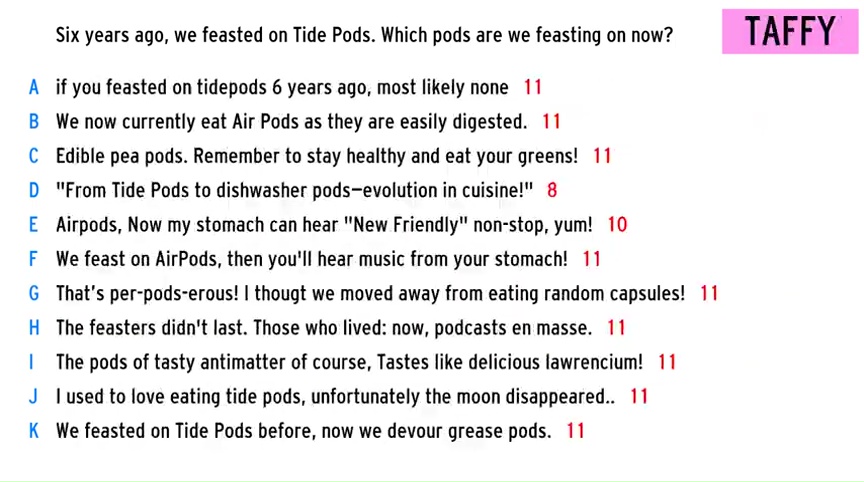 Six years ago, we feasted on Tide Pods. Which pods are we feasting on now?
TAFFY
A if you feasted on tidepods 6 years ago, most likely none 11
B We now currently eat Air Pods as they are easily digested. 11
C Edible pea pods. Remember to stay healthy and eat your greens! 11
D "From Tide Pods to dishwasher pods—evolution in cuisine!" 8
E Airpods, Now my stomach can hear "New Friendly" non-stop, yum! 10
F We feast on AirPods, then you'll hear music from your stomach! 11
G That's per-pods-erous! I thougt we moved away from eating random capsules! 11
H The feasters didn't last. Those who lived: now, podcasts en masse. 11
I The pods of tasty antimatter of course, Tastes like delicious lawrencium! 11
J I used to love eating tide pods, unfortunately the moon disappeared.. 11
K We feasted on Tide Pods before, now we devour grease pods. 11